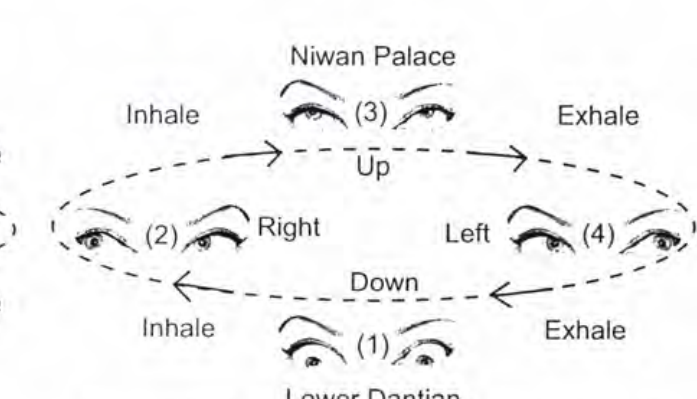 Niwan Palace
Inhale
(3)
Exhale
Up
(2)
Right
Left
(4)
Down
Inhale
(1)
Exhale
Lower Dantian